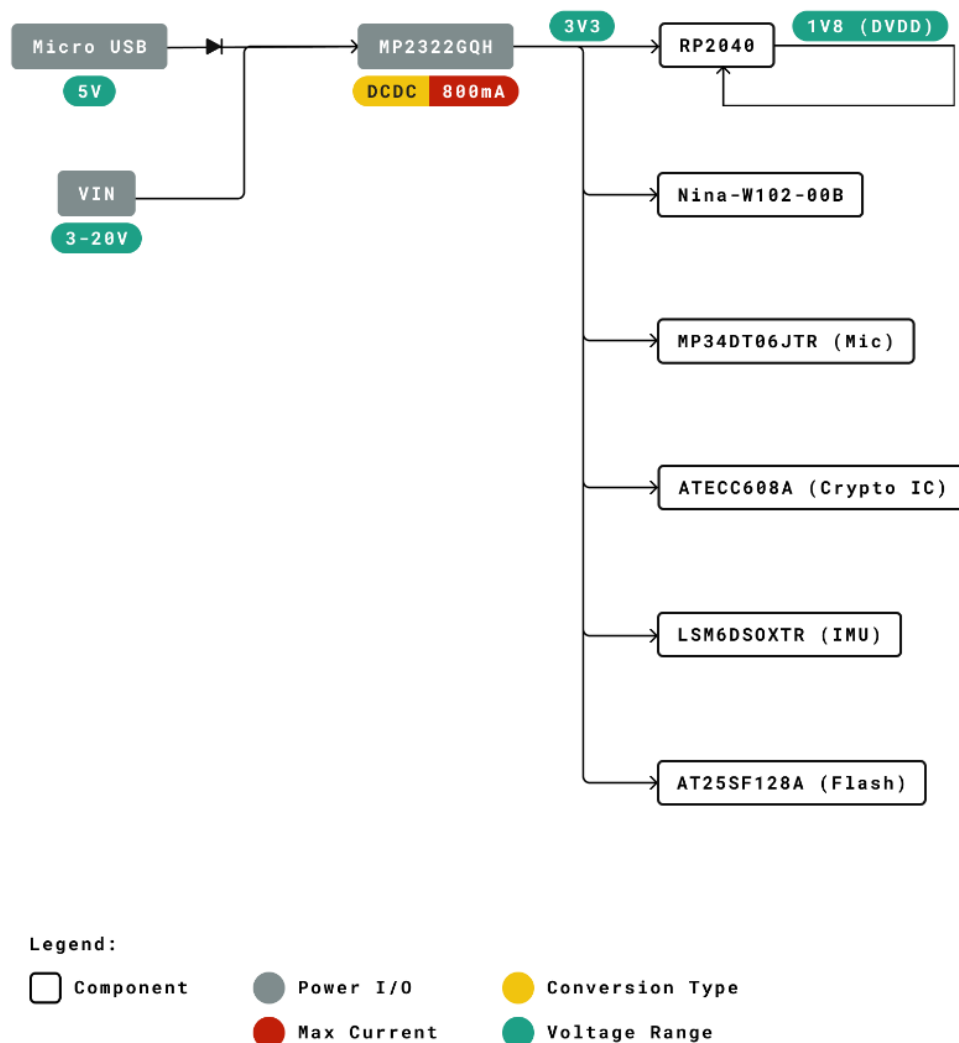 3V3
1V8 (DVDD)
Micro USB
MP2322GQH
RP2040
5V
DCDC 800mA
VIN
Nina-W102-00B
3-20V
MP34DT06JTR (Mic)
ATECC608A (Crypto IC)
LSM6DSOXTR (IMU)
AT25SF128A (Flash)
Legend:
Component
Power I/O
Conversion Type
Max Current
Voltage Range